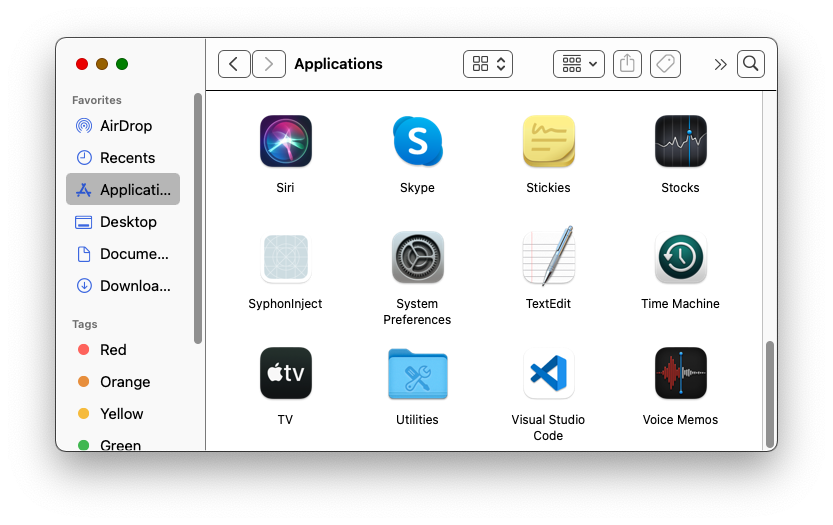 Applications
Favorites
AirDrop
Recents
Applicati...
Desktop
Docume...
Downloa...
Tags
Red
Orange
Yellow
Green
Siri
Skype
Stickies
Stocks
SyphonInject
System
Preferences
TextEdit
Time Machine
tv
TV
Utilities
Visual Studio
Code
Voice Memos